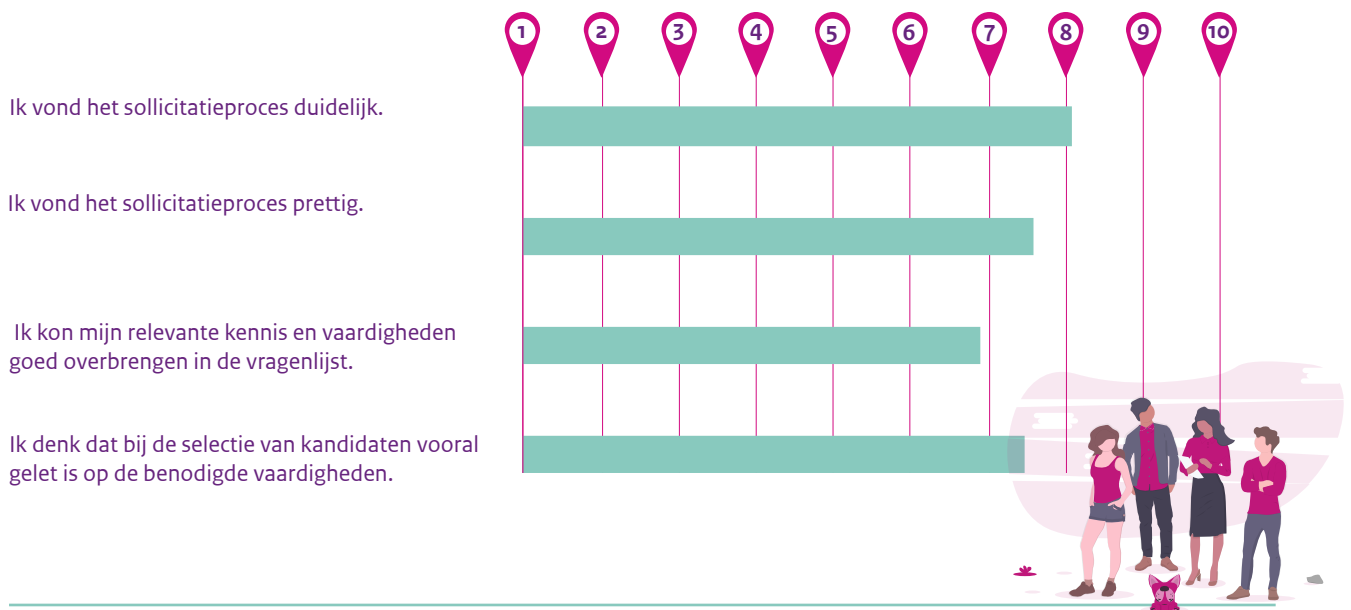 1 2 3 4 5 6 7 8 9 10
Ik vond het sollicitatieproces duidelijk.
Ik vond het sollicitatieproces prettig.
Ik kon mijn relevante kennis en vaardigheden
goed overbrengen in de vragenlijst.
Ik denk dat bij de selectie van kandidaten vooral
gelet is op de benodigde vaardigheden.